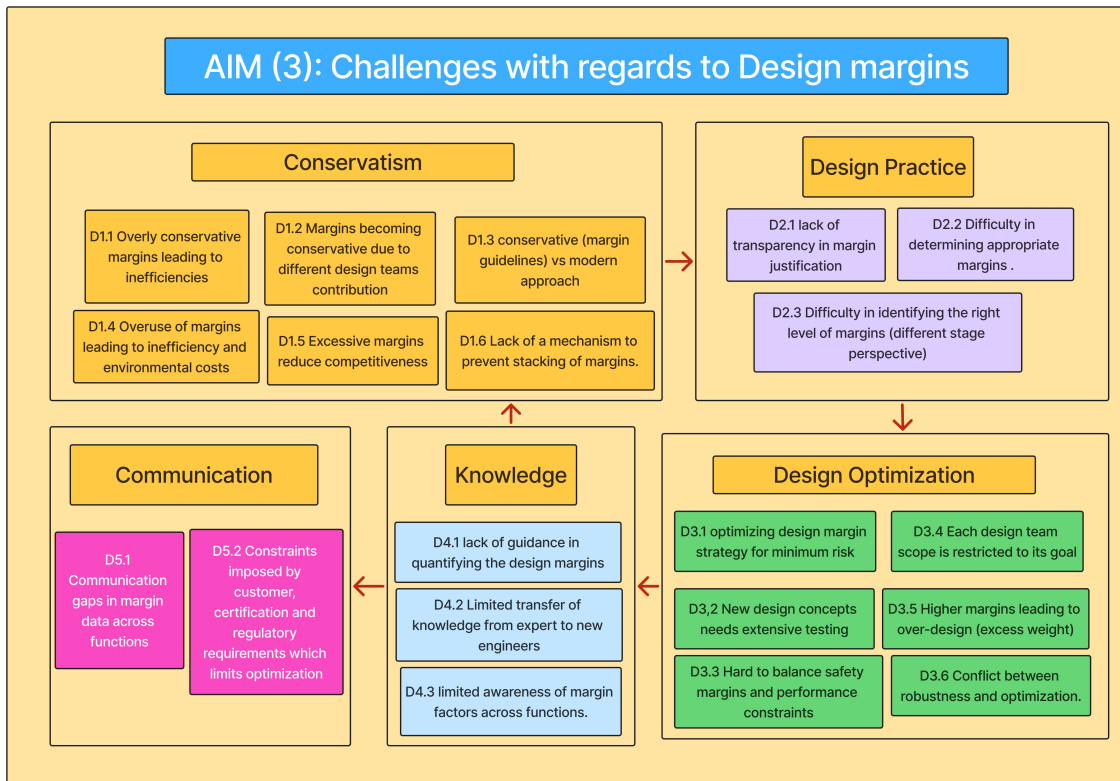 AIM (3): Challenges with regards to Design margins
Conservatism
D1.1 Overly conservative
margins leading to
inefficiencies
D1.2 Margins becoming
conservative due to
different design teams
contribution
D1.3 conservative (margin
guidelines) vs modern
approach
D1.4 Overuse of margins
leading to inefficiency and
environmental costs
D1.5 Excessive margins
reduce competitiveness
D1.6 Lack of a mechanism to
prevent stacking of margins.
Design Practice
D2.1 lack of
transparency in margin
justification
D2.2 Difficulty in
determining appropriate
margins .
D2.3 Difficulty in identifying the right
level of margins (different stage
perspective)
Communication
D5.1
Communication
gaps in margin
data across
functions
D5.2 Constraints
imposed by
customer,
certification and
regulatory
requirements which
limits optimization
Knowledge
D4.1 lack of guidance in
quantifying the design margins
D4.2 Limited transfer of
knowledge from expert to new
engineers
D4.3 limited awareness of margin
factors across functions.
Design Optimization
D3.1 optimizing design margin
strategy for minimum risk
D3.4 Each design team
scope is restricted to its goal
D3,2 New design concepts
needs extensive testing
D3.5 Higher margins leading to
over-design (excess weight)
D3.3 Hard to balance safety
margins and performance
constraints
D3.6 Conflict between
robustness and optimization.